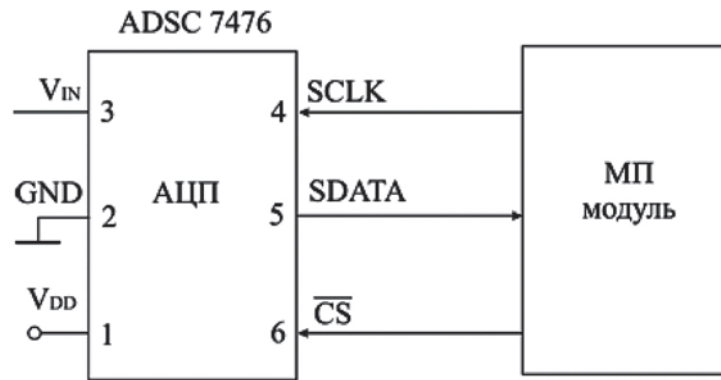 ADSC 7476
VIN
3
4
SCLK
GND
2
АЦП
5
SDATA
МП
модуль
VDD
1
6
CS